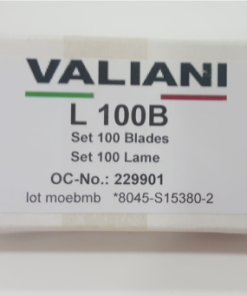 VALIANI
L 100B
Set 100 Blades
Set 100 Lame
OC-No.: 229901
lot moebmb *8045-S15380-2